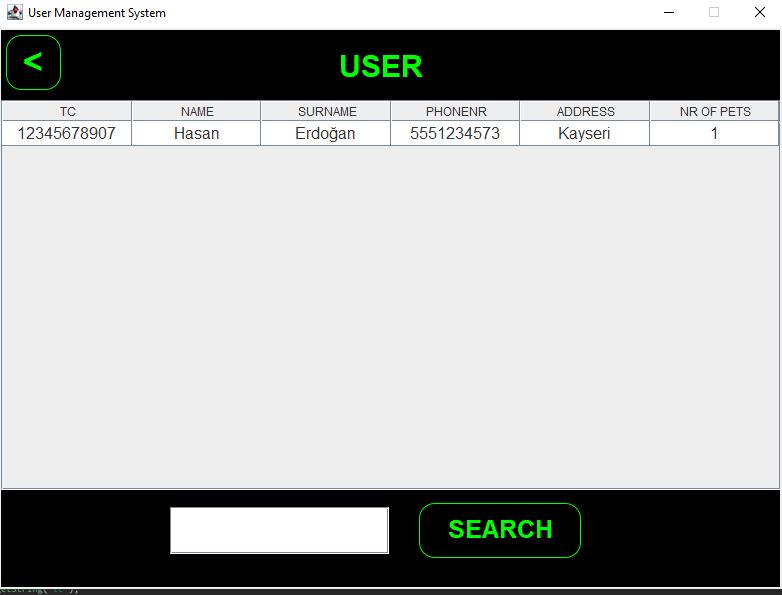 User Management System
<
USER
TC NAME SURNAME PHONENR ADDRESS NR OF PETS
12345678907 Hasan Erdoğan 5551234573 Kayseri 1
SEARCH